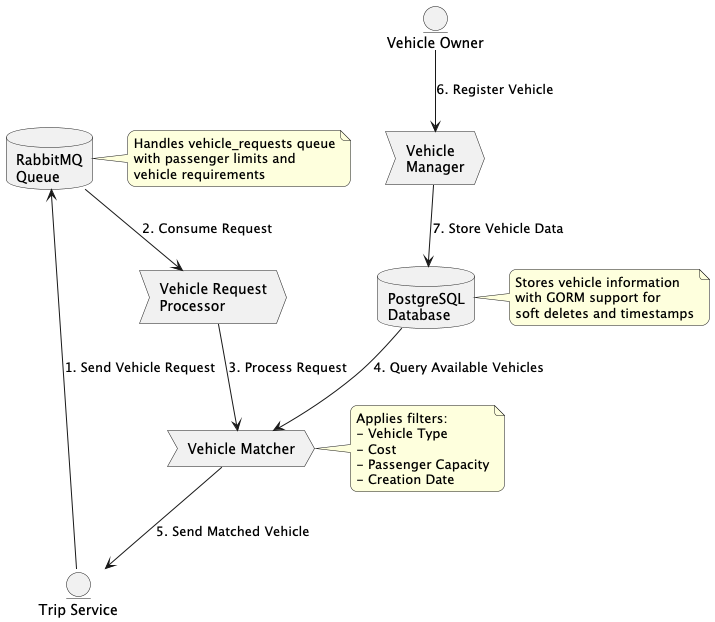 Vehicle Owner
6. Register Vehicle
RabbitMQ
Queue
Handles vehicle_requests queue
with passenger limits and
vehicle requirements
Vehicle
Manager
2. Consume Request
7. Store Vehicle Data
Vehicle Request
Processor
PostgreSQL
Database
Stores vehicle information
with GORM support for
soft deletes and timestamps
1. Send Vehicle Request
3. Process Request
4. Query Available Vehicles
Vehicle Matcher
Applies filters:
- Vehicle Type
- Cost
- Passenger Capacity
- Creation Date
5. Send Matched Vehicle
Trip Service